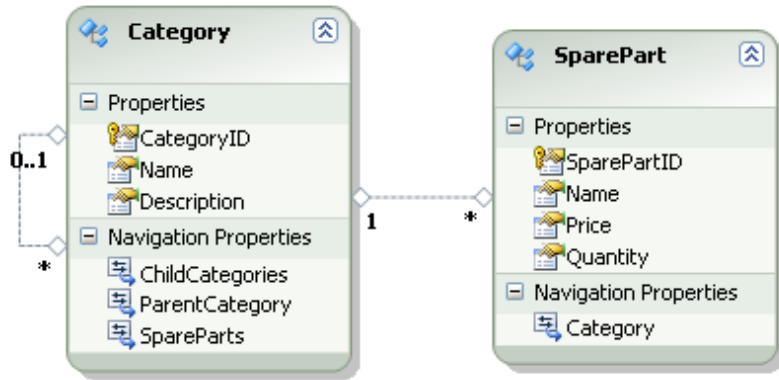 Category
Properties
CategoryID
Name
Description
Navigation Properties
ChildCategories
ParentCategory
SpareParts
0..1
*
1
*
SparePart
Properties
SparePartID
Name
Price
Quantity
Navigation Properties
Category